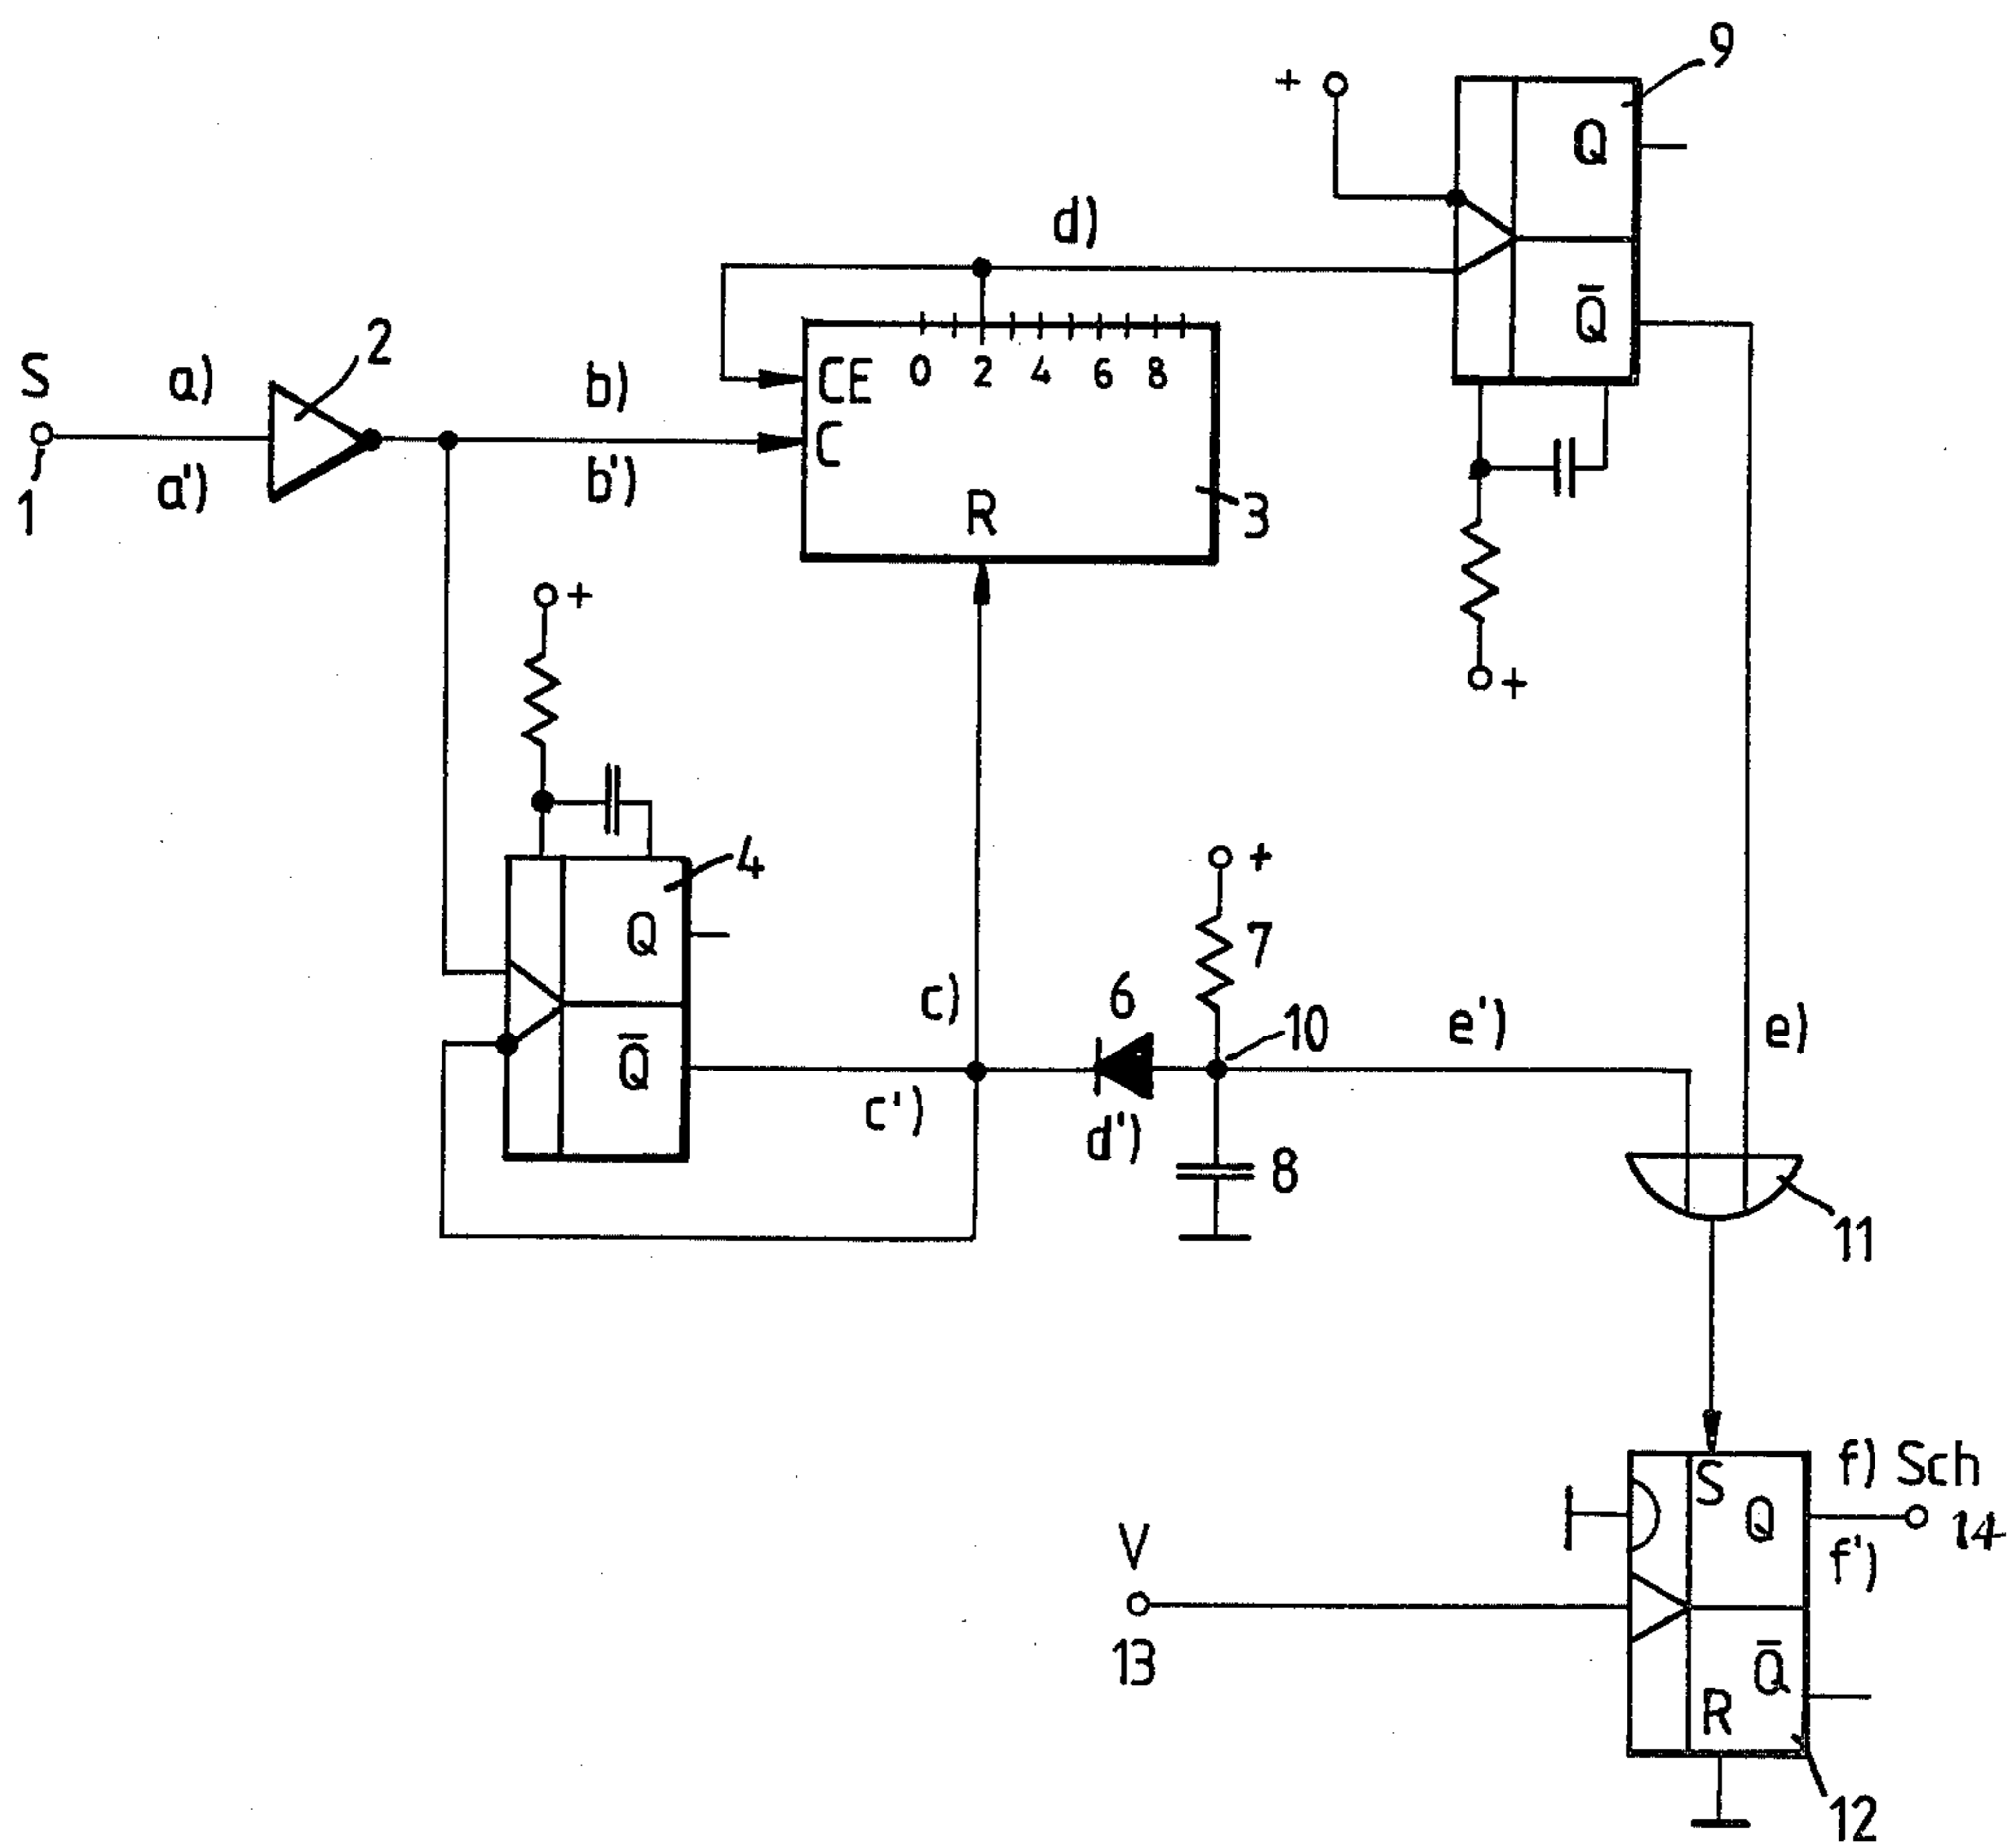 9
+
Q
d)
Q̄
2
S
a)
b)
CE
0 2 4 6 8
C
a')
b')
1
R
3
+
+
4
+
Q
7
c)
6
10
e')
e)
Q̄
c')
d')
8
11
S
f) Sch
Q
14
V
f')
13
Q̄
R
12